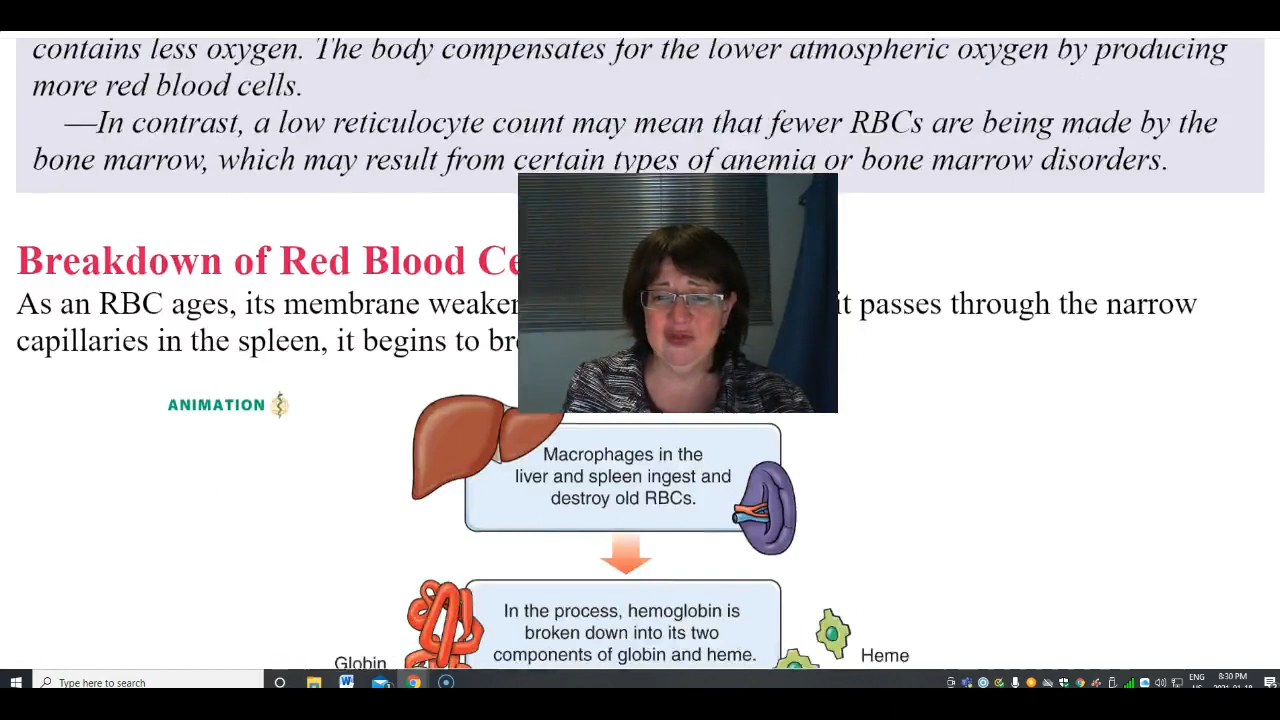 contains less oxygen. The body compensates for the lower atmospheric oxygen by producing
more red blood cells.
—In contrast, a low reticulocyte count may mean that fewer RBCs are being made by the
bone marrow, which may result from certain types of anemia or bone marrow disorders.
Breakdown of Red Blood
As an RBC ages, its membrane it passes through the narrow
capillaries in the spleen, it begins to
ANIMATION
Macrophages in the
liver and spleen ingest and
destroy old RBCs.
In the process, hemoglobin is
broken down into its two
components of globin and heme.
Globin
Heme
Type here to search
ENG
US
8:30 PM
2021-01-18